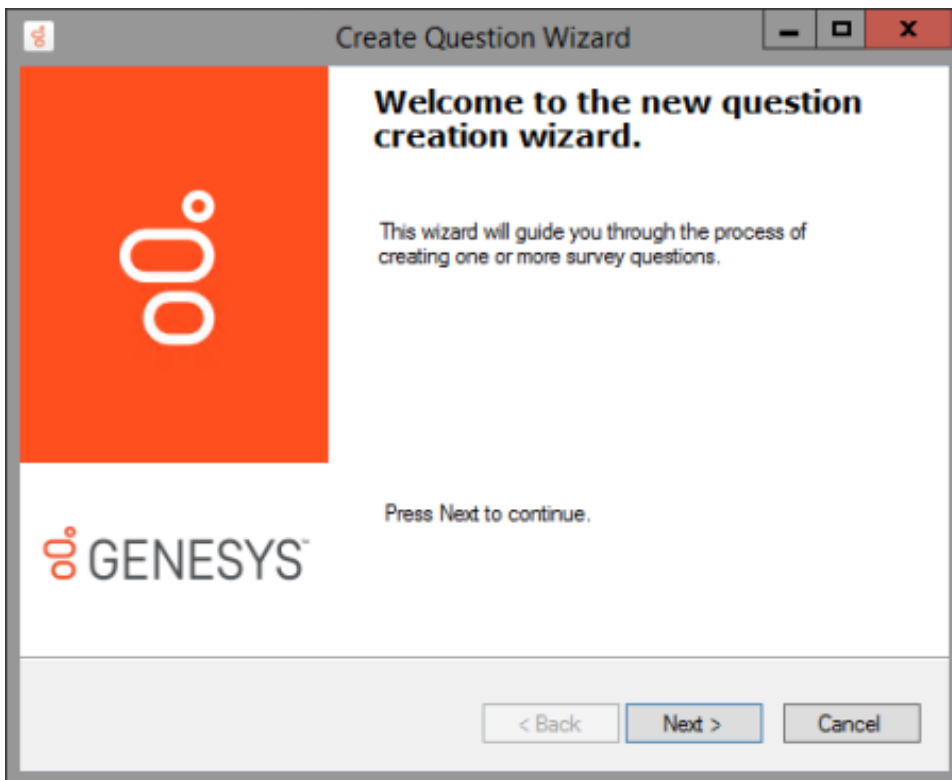 Create Question Wizard
Welcome to the new question
creation wizard.
This wizard will guide you through the process of
creating one or more survey questions.
Press Next to continue.
GENESYS™
< Back Next > Cancel